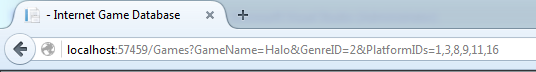 - Internet Game Database
localhost:57459/Games?GameName=Halo&GenreID=2&PlatformIDs=1,3,8,9,11,16